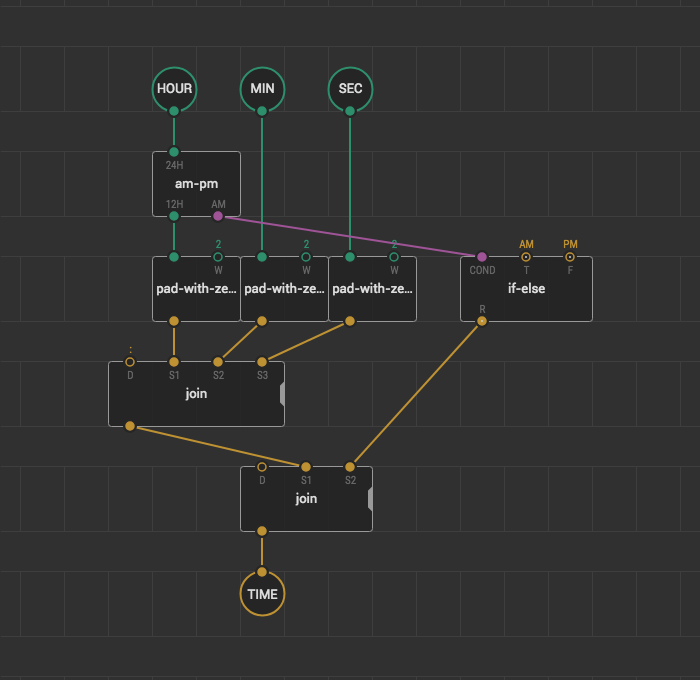 HOUR MIN SEC
24H
am-pm
12H AM
2 2 2 AM PM
W W W COND T F
pad-with-ze... pad-with-ze... pad-with-ze... if-else
R
:
D S1 S2 S3
join
D S1 S2
join
TIME